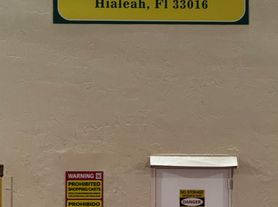 Hialeah, Fl 33016
WARNING
PROHIBITED
SHOPPING CARTS
PROHIBIDO
NO STORAGE
DANGER